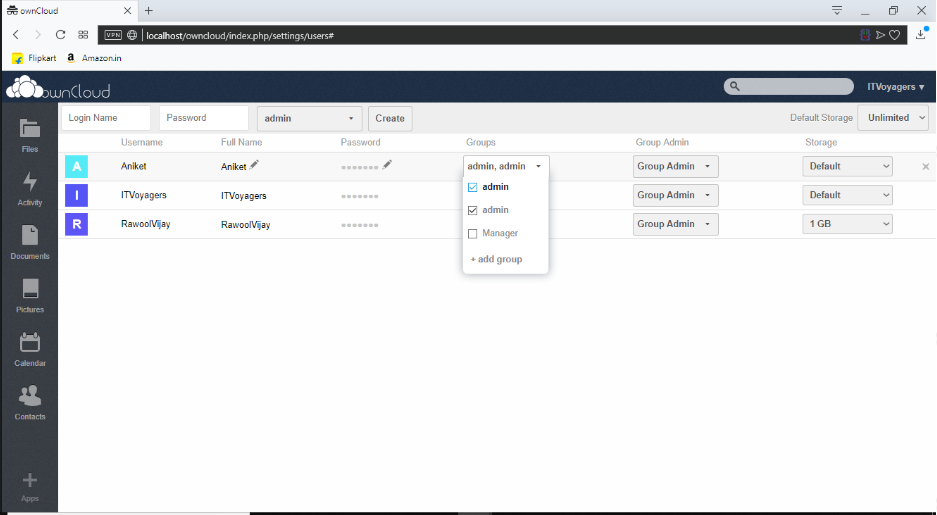 ownCloud
VPN localhost/owncloud/index.php/settings/users#
Flipkart a Amazon.in
ownCloud ITVoyagers
Login Name Password admin Create Default Storage Unlimited
Username Full Name Password Groups Group Admin Storage
A Aniket Aniket admin, admin Group Admin Default
admin
I ITVoyagers ITVoyagers Group Admin Default
admin
R RawoolVijay RawoolVijay Group Admin 1 GB
Manager
+ add group
Files
Activity
Documents
Pictures
Calendar
Contacts
Apps